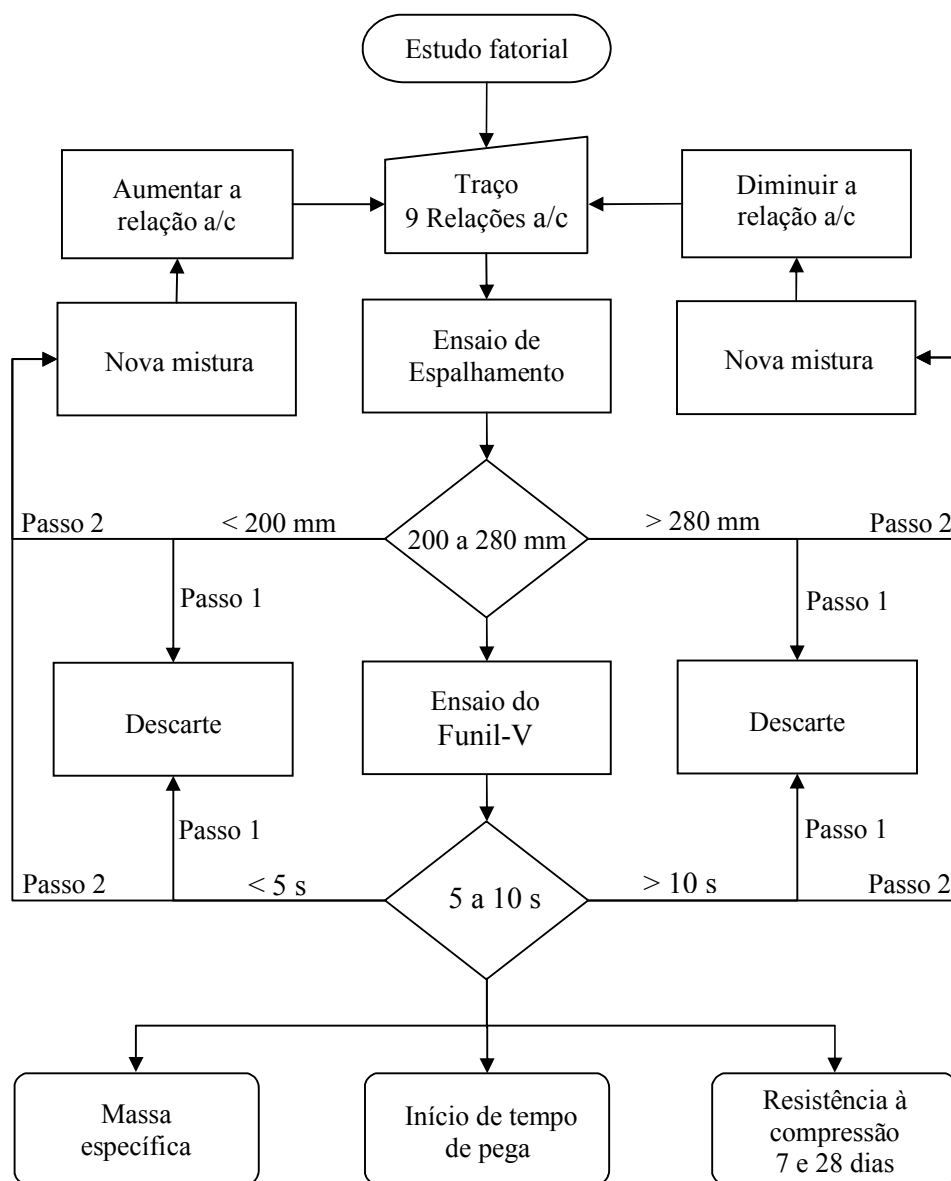 Estudo fatorial
Aumentar a
relação a/c
Traço
9 Relações a/c
Diminuir a
relação a/c
Nova mistura
Ensaio de
Espalhamento
Nova mistura
Passo 2
< 200 mm
200 a 280 mm
> 280 mm
Passo 2
Passo 1
Passo 1
Descarte
Ensaio do
Funil-V
Descarte
Passo 1
Passo 1
Passo 2
< 5 s
5 a 10 s
> 10 s
Passo 2
Massa
específica
Início de tempo
de pega
Resistência à
compressão
7 e 28 dias